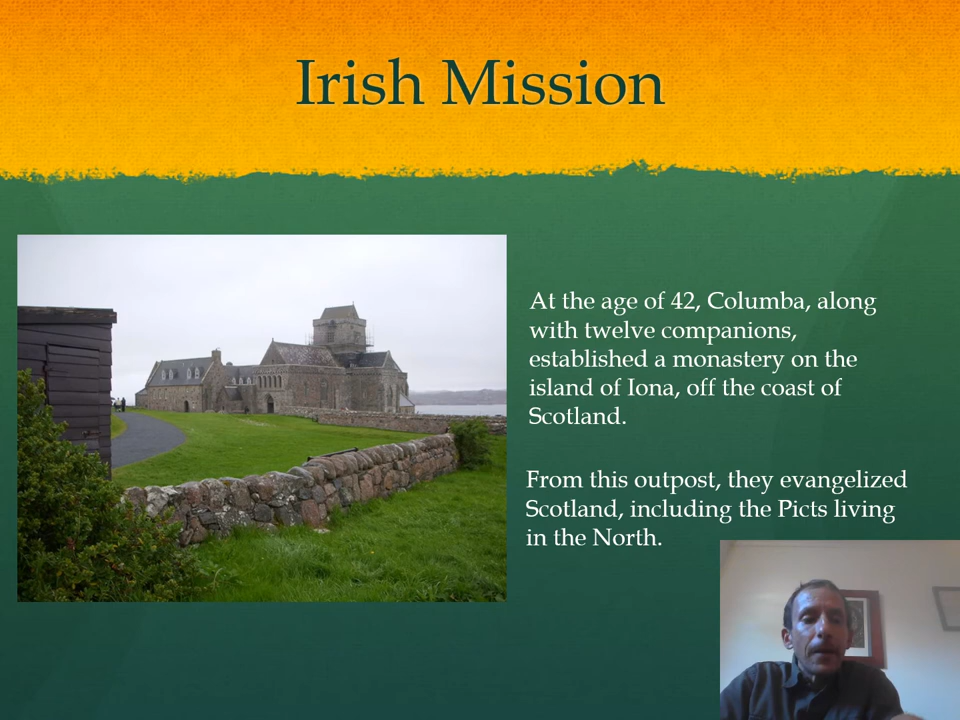 Irish Mission
At the age of 42, Columba, along
with twelve companions,
established a monastery on the
island of Iona, off the coast of
Scotland.
From this outpost, they evangelized
Scotland, including the Picts living
in the North.